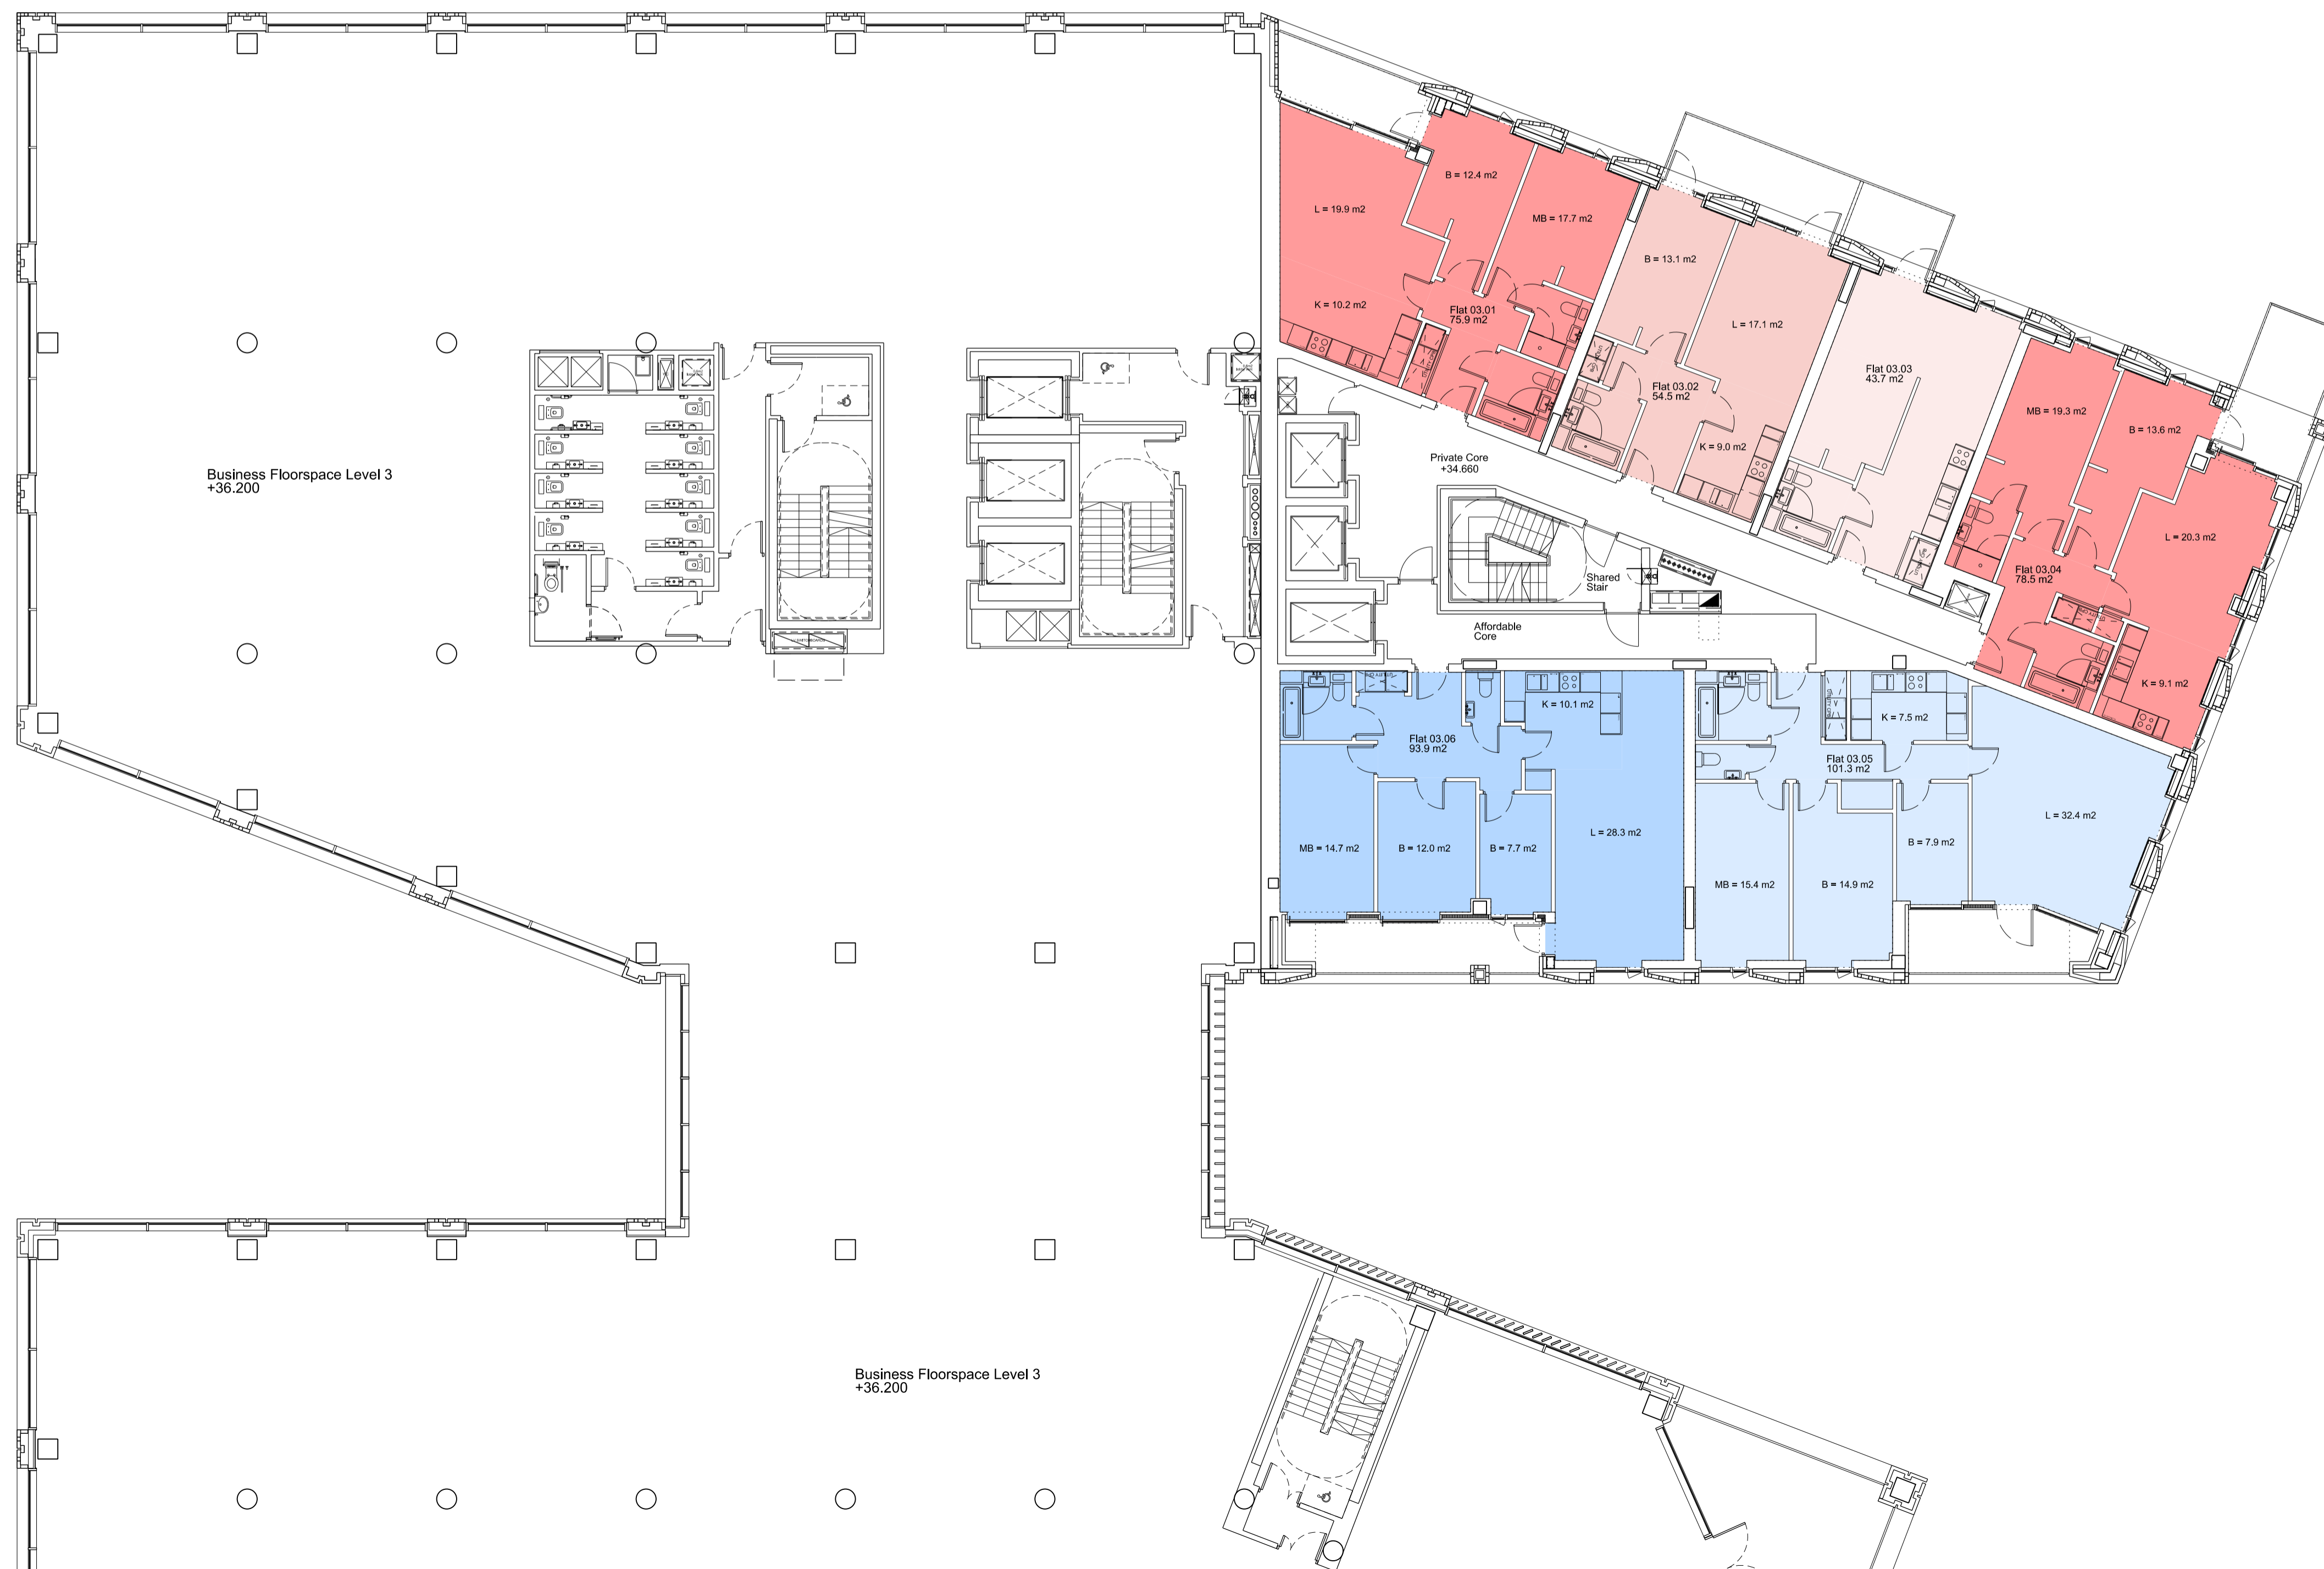 B = 12.4 m2
L = 19.9 m2
MB = 17.7 m2
K = 10.2 m2
Flat 03.01
75.9 m2
B = 13.1 m2
L = 17.1 m2
Flat 03.02
54.5 m2
K = 9.0 m2
Flat 03.03
43.7 m2
MB = 19.3 m2
B = 13.6 m2
L = 20.3 m2
Flat 03.04
78.5 m2
K = 9.1 m2
Private Core
+34.660
Business Floorspace Level 3
+36.200
Shared
Stair
Affordable
Core
K = 10.1 m2
Flat 03.06
93.9 m2
K = 7.5 m2
Flat 03.05
101.3 m2
L = 28.3 m2
L = 32.4 m2
MB = 14.7 m2
B = 12.0 m2
B = 7.7 m2
B = 7.9 m2
MB = 15.4 m2
B = 14.9 m2
Business Floorspace Level 3
+36.200